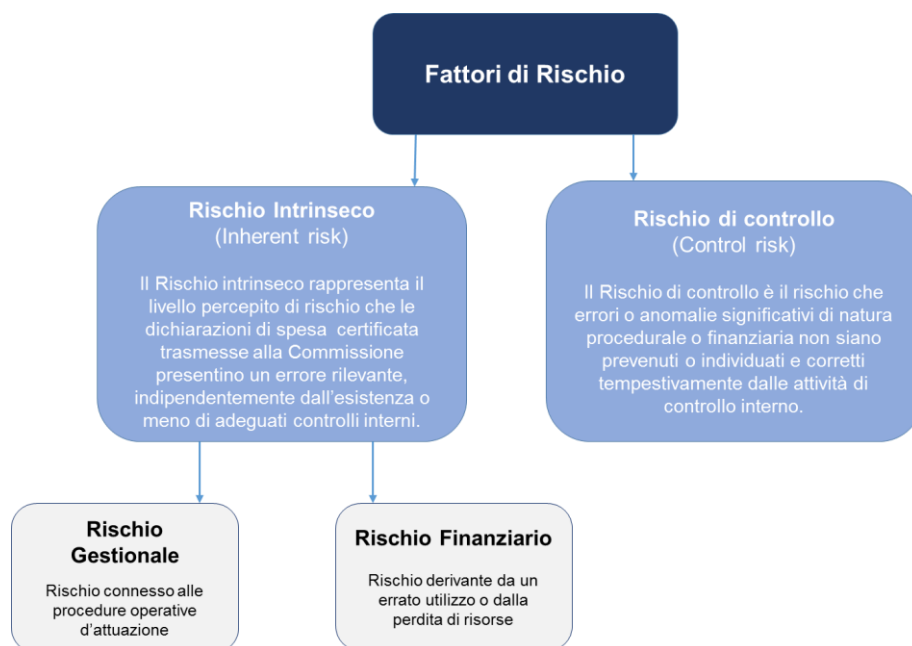 Fattori di Rischio
Rischio Intrinseco
(Inherent risk)
Il Rischio intrinseco rappresenta il
livello percepito di rischio che le
dichiarazioni di spesa certificata
trasmesse alla Commissione
presentino un errore rilevante,
indipendentemente dall'esistenza o
meno di adeguati controlli interni.
Rischio di controllo
(Control risk)
Il Rischio di controllo è il rischio che
errori o anomalie significativi di natura
procedurale o finanziaria non siano
prevenuti o individuati e corretti
tempestivamente dalle attività di
controllo interno.
Rischio
Gestionale
Rischio connesso alle
procedure operative
d'attuazione
Rischio Finanziario
Rischio derivante da un
errato utilizzo o dalla
perdita di risorse